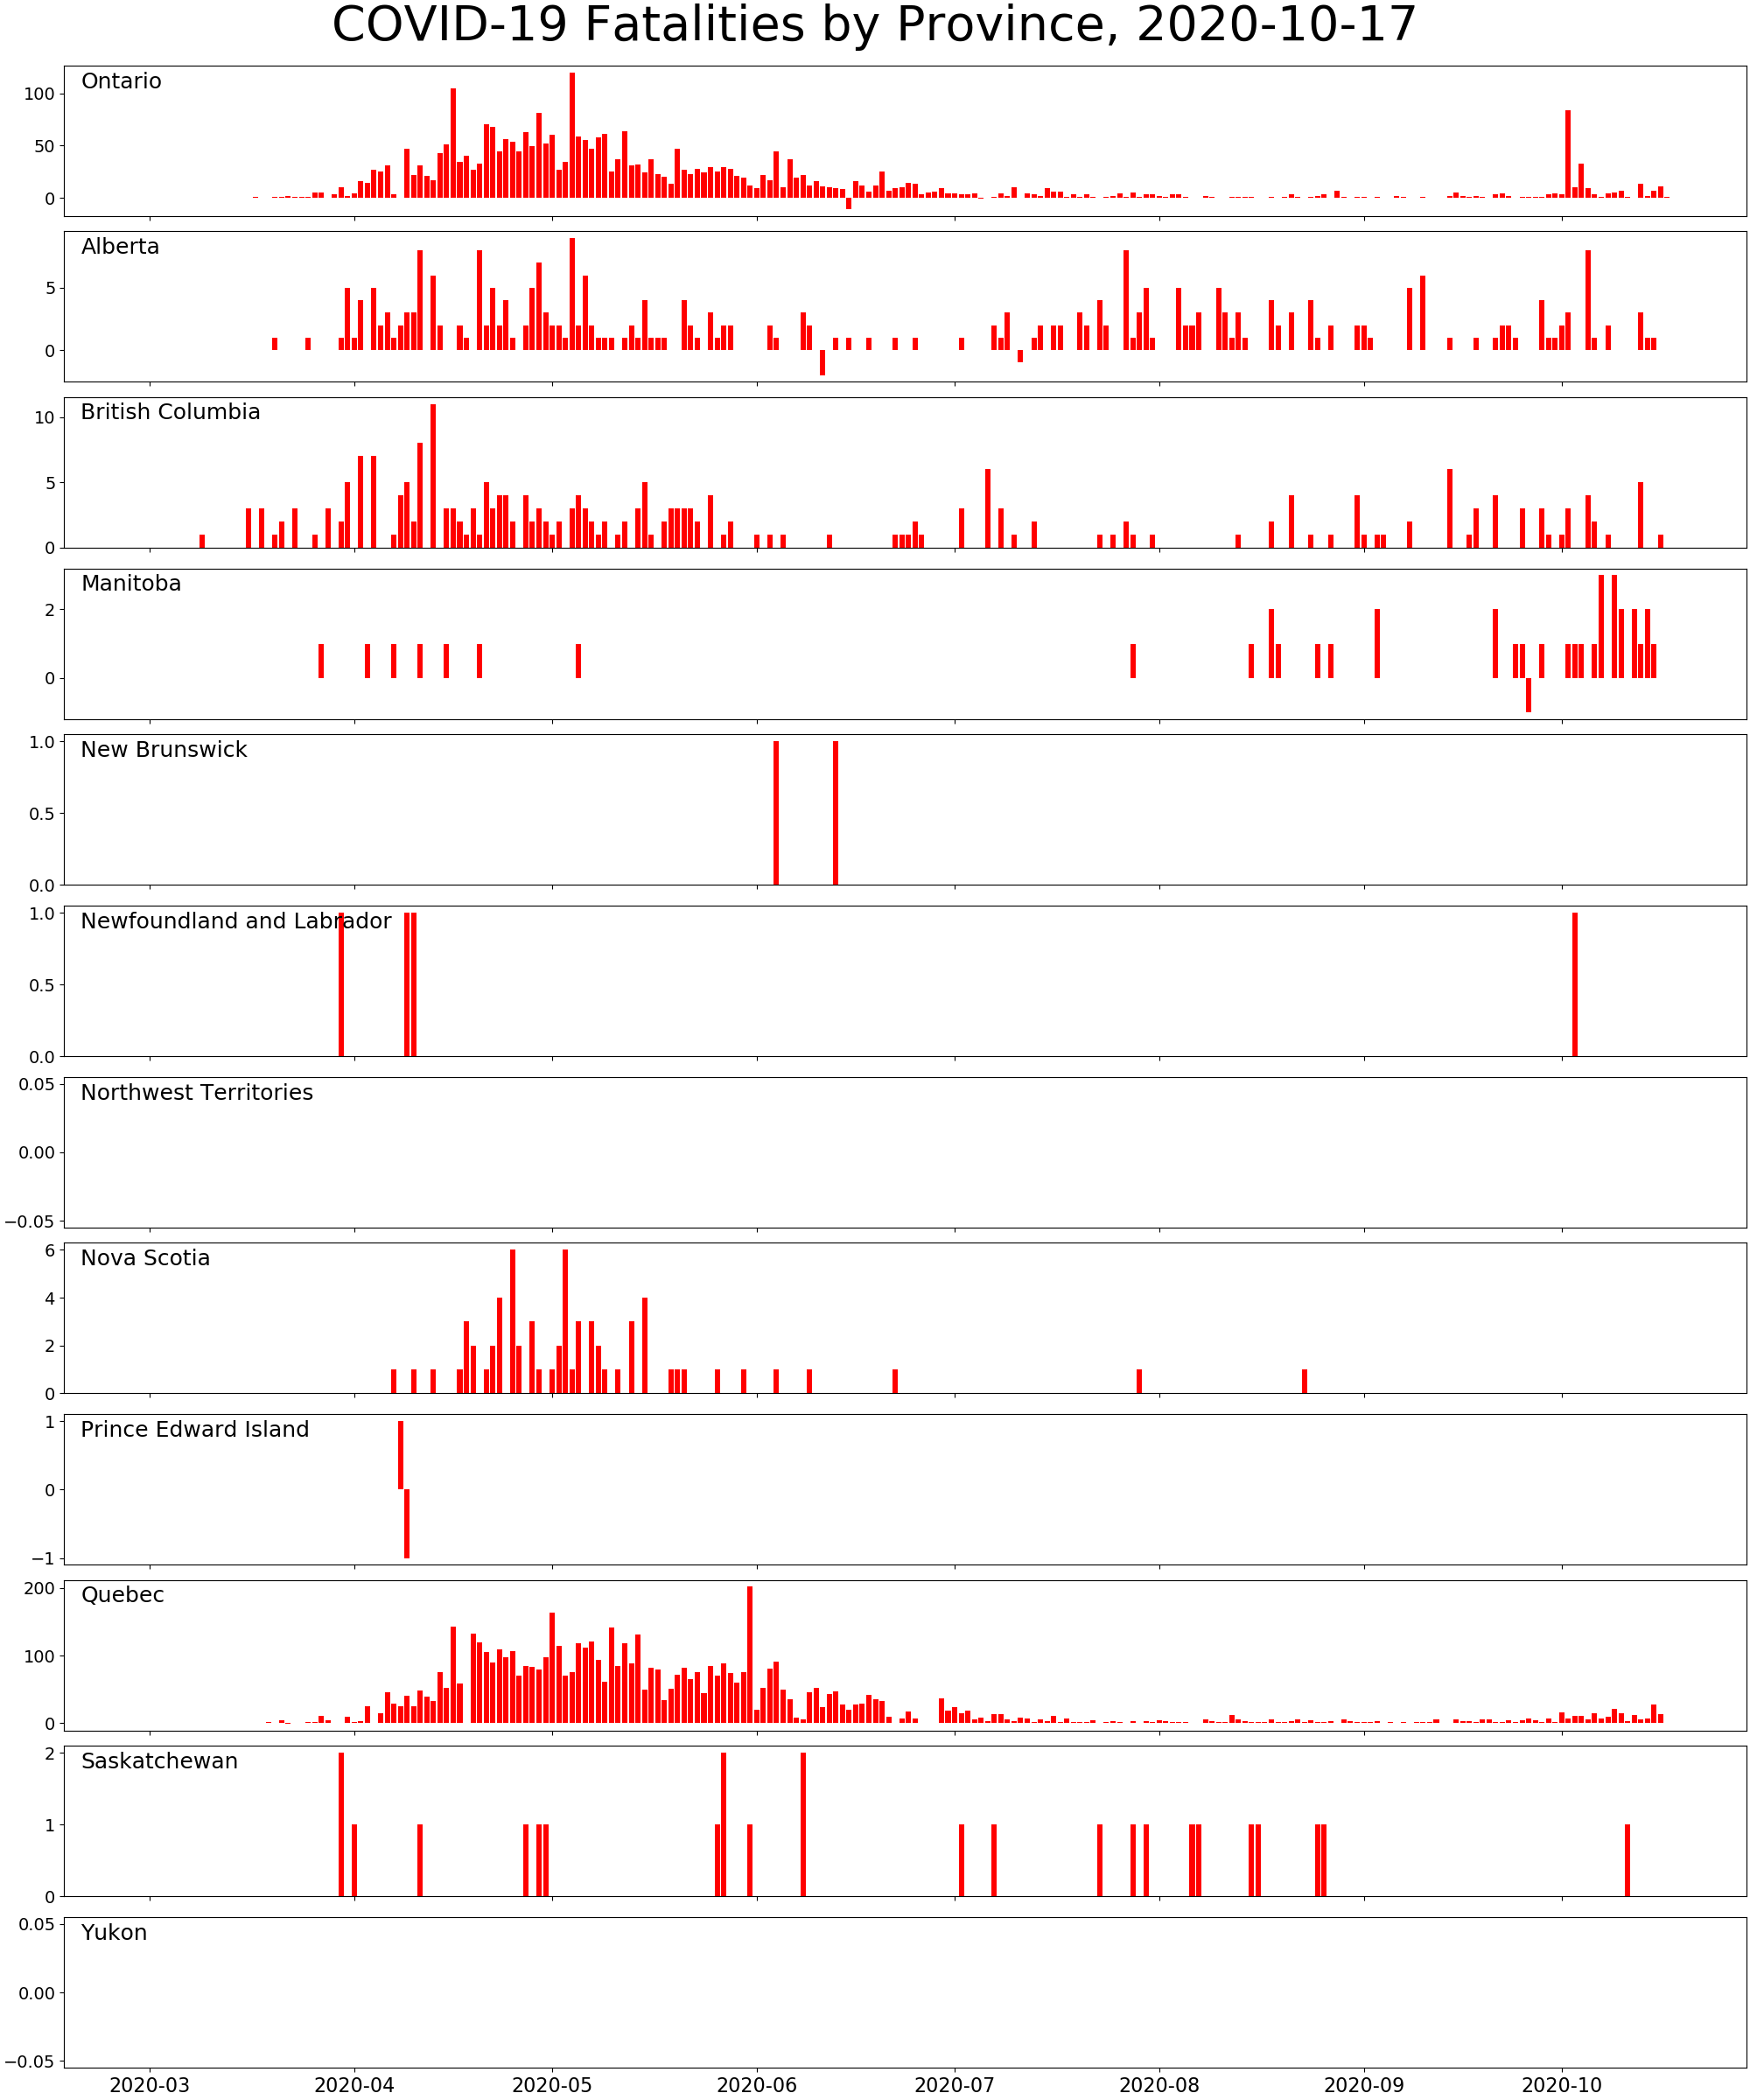 COVID-19 Fatalities by Province, 2020-10-17
Ontario
100
50
0
Alberta
5
0
British Columbia
10
5
0
Manitoba
2
0
New Brunswick
1.0
0.5
0.0
Newfoundland and Labrador
1.0
0.5
0.0
Northwest Territories
0.05
0.00
−0.05
Nova Scotia
6
4
2
0
Prince Edward Island
1
0
−1
Quebec
200
100
0
Saskatchewan
2
1
0
Yukon
0.05
0.00
−0.05
2020-03 2020-04 2020-05 2020-06 2020-07 2020-08 2020-09 2020-10